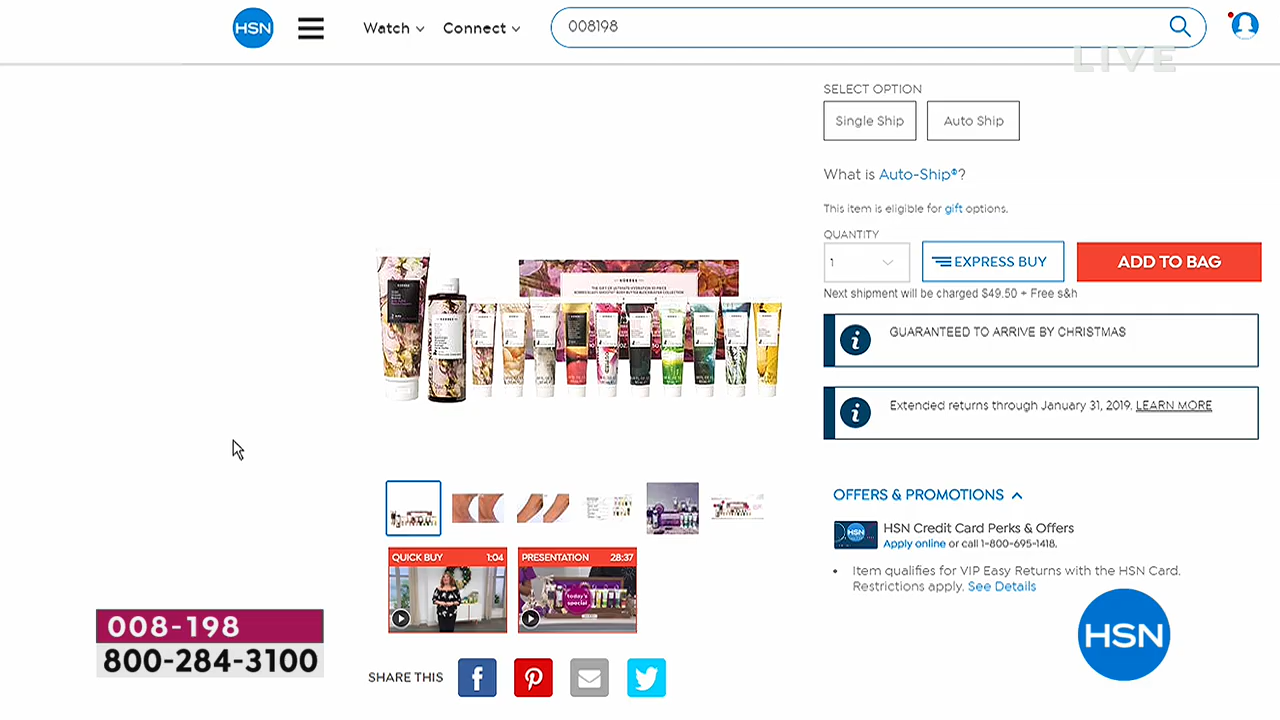 HSN
Watch
Connect
008198
LIVE
SELECT OPTION
Single Ship
Auto Ship
What is Auto-Ship®?
This item is eligible for gift options.
QUANTITY
1
EXPRESS BUY
ADD TO BAG
Next shipment will be charged $49.50 + Free s&h
GUARANTEED TO ARRIVE BY CHRISTMAS
Extended returns through January 31, 2019. LEARN MORE
KORRES
OFFERS & PROMOTIONS
HSN
HSN Credit Card Perks & Offers
Apply online or call 1-800-695-1418.
Item qualifies for VIP Easy Returns with the HSN Card.
Restrictions apply. See Details
QUICK BUY 1:04
PRESENTATION 28:37
today's
special
008-198
800-284-3100
HSN
SHARE THIS